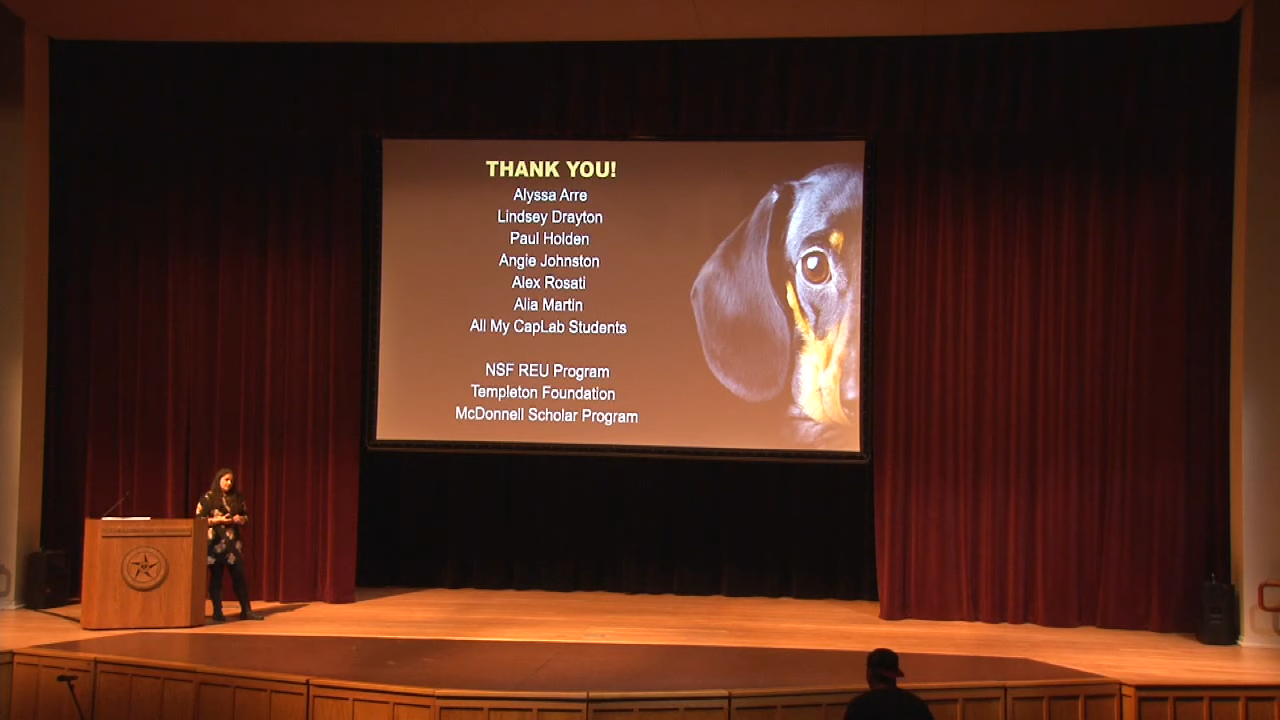 THANK YOU!
Alyssa Arre
Lindsey Drayton
Paul Holden
Angie Johnston
Alex Rosati
Alia Martin
All My CapLab Students
NSF REU Program
Templeton Foundation
McDonnell Scholar Program